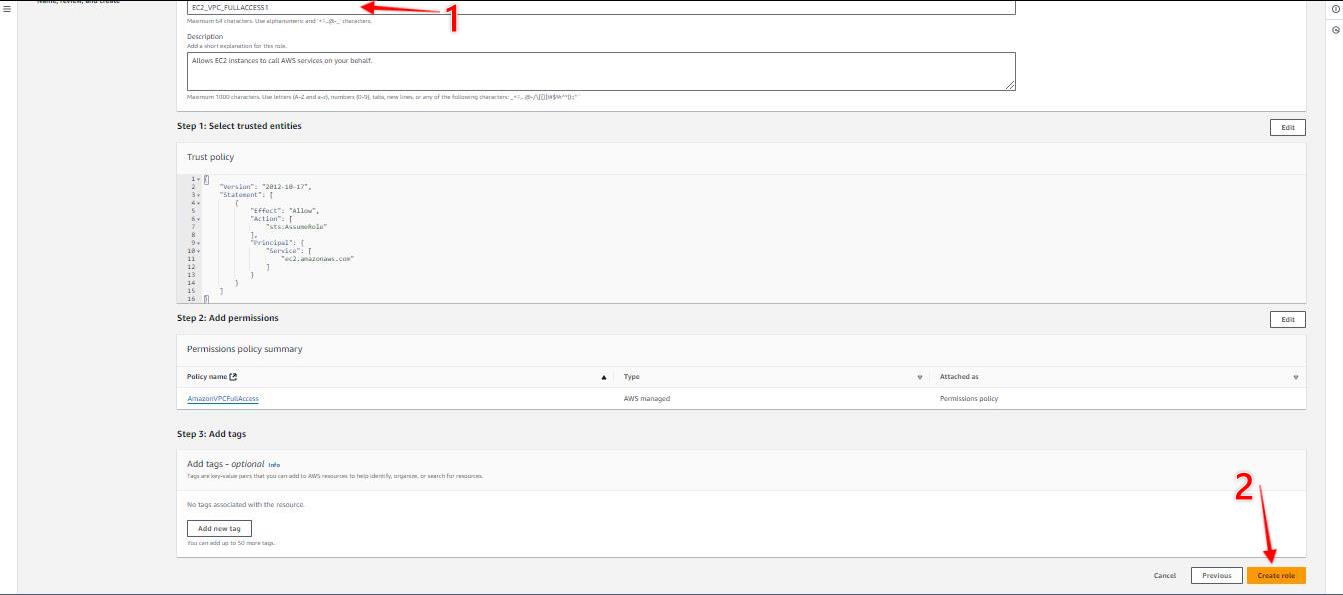 Name, review, and create
EC2_VPC_FULLACCESS1
1
Maximum 64 characters. Use alphanumeric and '+=,.@-_' characters.
Description
Add a short explanation for this role.
Allows EC2 instances to call AWS services on your behalf.
Maximum 1000 characters. Use letters (A-Z and a-z), numbers (0-9), tabs, new lines, or any of the following characters:
Step 1: Select trusted entities
Edit
Trust policy
1 {
2 "Version": "2012-10-17",
3 "Statement": [
4 {
5 "Effect": "Allow",
6 "Action": [
7 "sts:AssumeRole"
8 ],
9 "Principal": {
10 "Service": [
11 "ec2.amazonaws.com"
12 ]
13 }
14 }
15 ]
16 }
Step 2: Add permissions
Edit
Permissions policy summary
Policy name Type Attached as
AmazonVPCFullAccess AWS managed Permissions policy
Step 3: Add tags
Add tags - optional Info
Tags are key-value pairs that you can add to AWS resources to help identify, organize, or search for resources.
2
No tags associated with the resource.
Add new tag
You can add up to 50 more tags.
Cancel Previous Create role